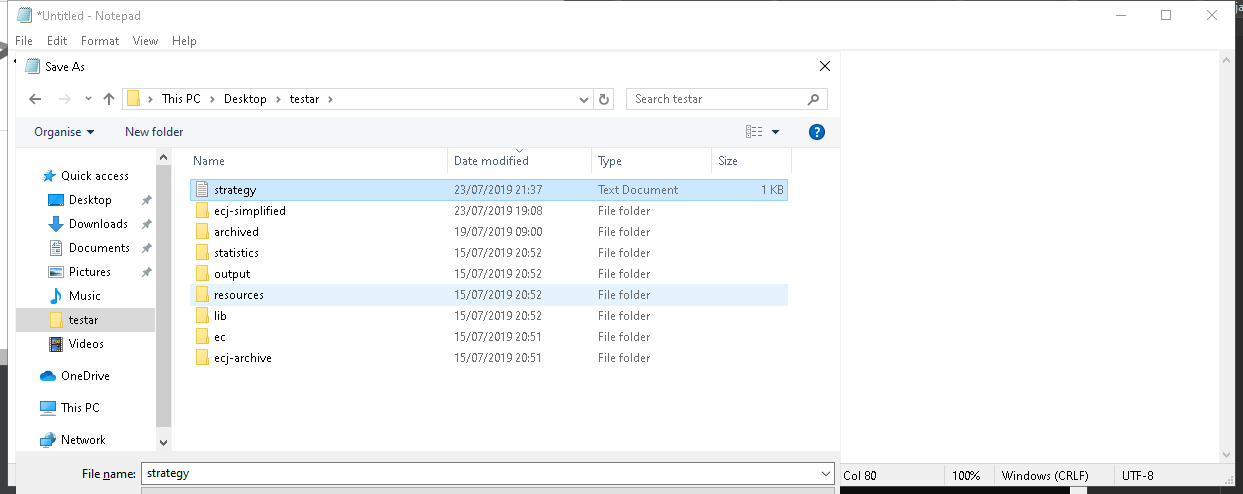 *Untitled - Notepad
File Edit Format View Help
Save As
This PC Desktop testar Search testar
Organise New folder
Name Date modified Type Size
Quick access
Desktop
Downloads
Documents
Pictures
Music
testar
Videos
OneDrive
This PC
Network
strategy 23/07/2019 21:37 Text Document 1 KB
ecj-simplified 23/07/2019 19:08 File folder
archived 19/07/2019 09:00 File folder
statistics 15/07/2019 20:52 File folder
output 15/07/2019 20:52 File folder
resources 15/07/2019 20:52 File folder
lib 15/07/2019 20:52 File folder
ec 15/07/2019 20:51 File folder
ecj-archive 15/07/2019 20:51 File folder
File name: strategy
Col 80 100% Windows (CRLF) UTF-8